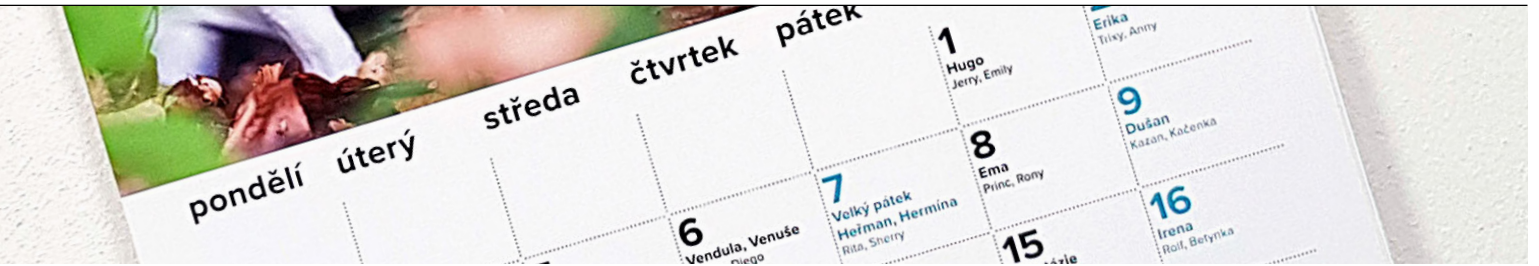 pondělí úterý středa čtvrtek pátek
1
Hugo
Jerry, Emily
Erika
Trixy, Anny
6
Vendula, Venuše
Diego
7
Velký pátek
Heřman, Hermína
Rita, Sherry
8
Ema
Princ, Rony
9
Dušan
Kazan, Kačenka
15
16
Irena
Rolf, Betynka